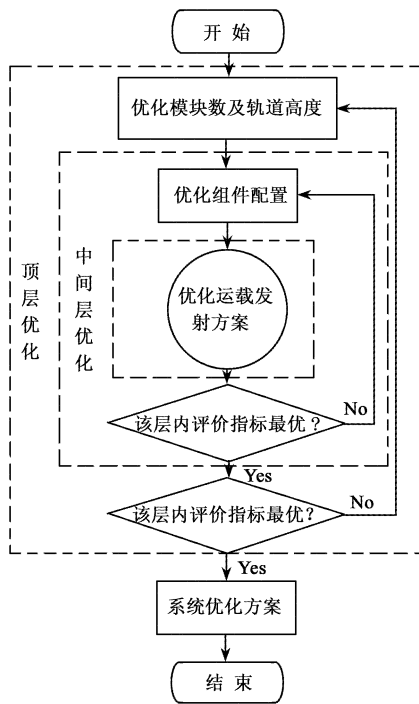 开 始
优化模块数及轨道高度
优化组件配置
顶层优化
中间层优化
优化运载发
射方案
该层内评价指标最优？
No
Yes
该层内评价指标最优？
No
Yes
系统优化方案
结 束